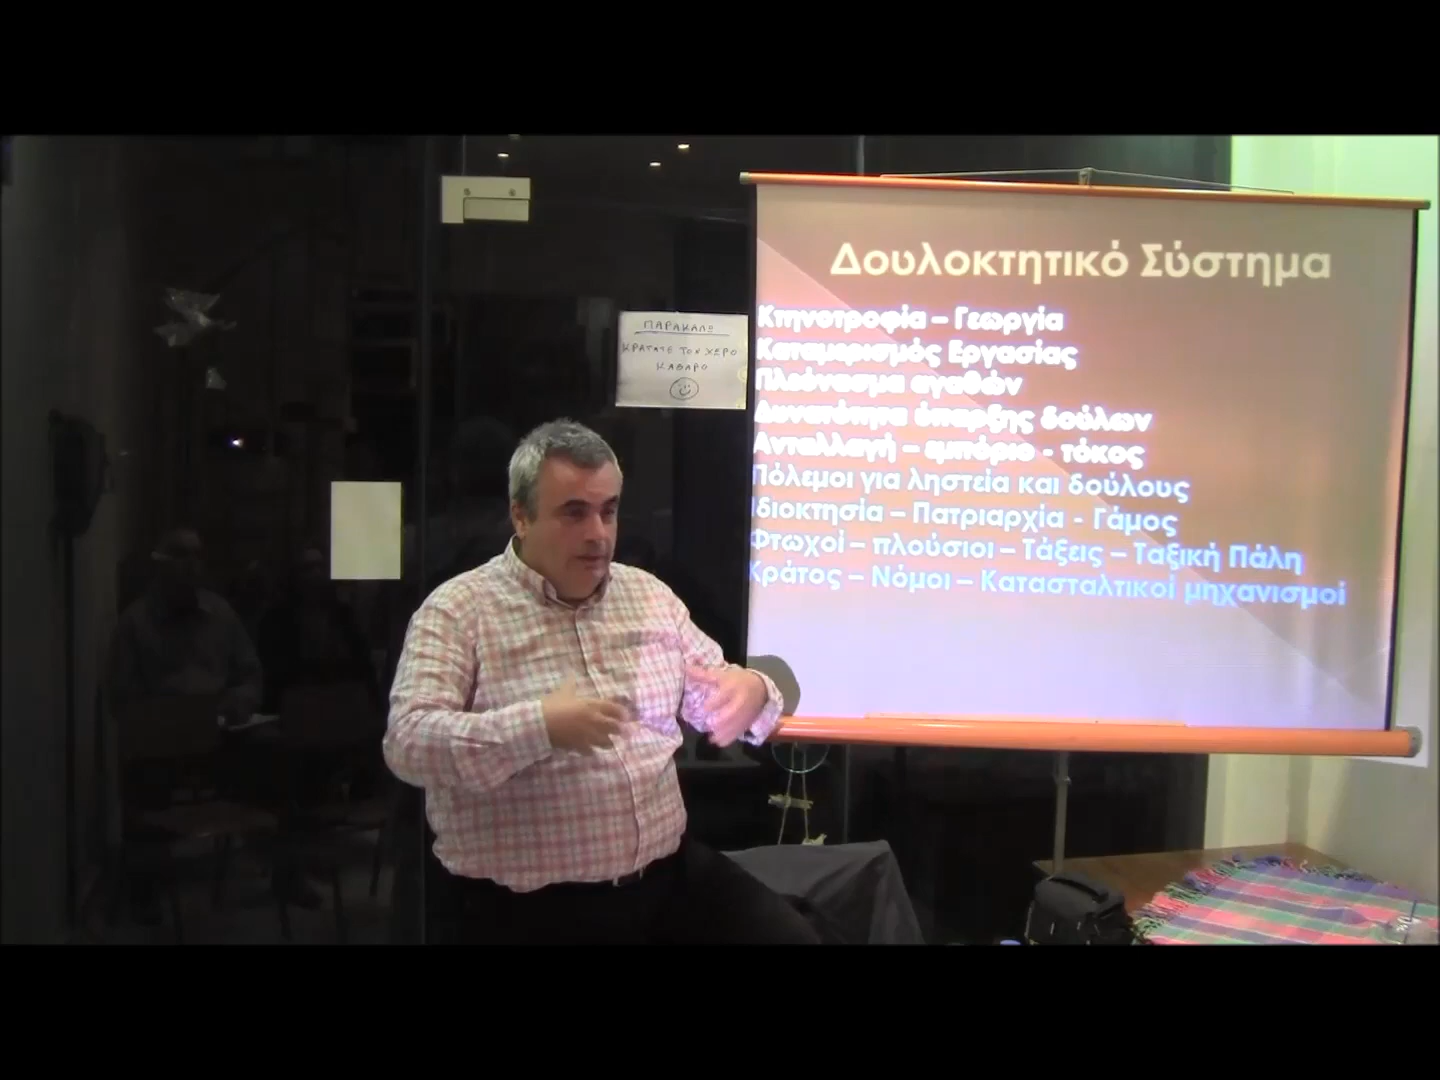 Δουλοκτητικό Σύστημα
Κτηνοτροφία – Γεωργία
Καταμερισμός Εργασίας
Πλεόνασμα αγαθών
Δυνατότητα ύπαρξης δούλων
Ανταλλαγή – εμπόριο - τόκος
Πόλεμοι για ληστεία και δούλους
Ιδιοκτησία – Πατριαρχία - Γάμος
Φτωχοί – πλούσιοι – Τάξεις – Ταξική Πάλη
Κράτος – Νόμοι – Κατασταλτικοί μηχανισμοί
ΠΑΡΑΚΑΛΩ
ΚΡΑΤΑΤΕ ΤΟΝ ΧΩΡΟ
ΚΑΘΑΡΟ